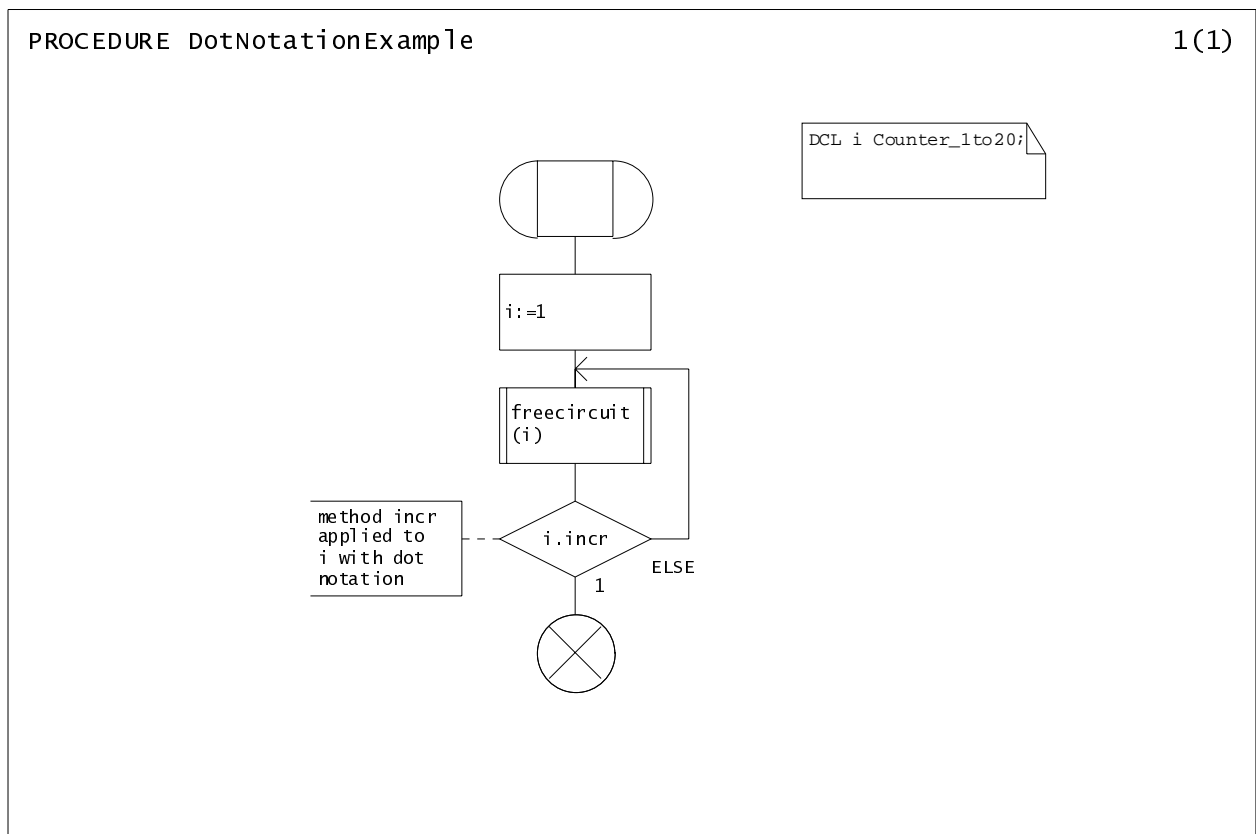 PROCEDURE DotNotationExample
1(1)
DCL i Counter_1to20;
i:=1
freecircuit
(i)
method incr
applied to
i with dot
notation
i.incr
ELSE
1